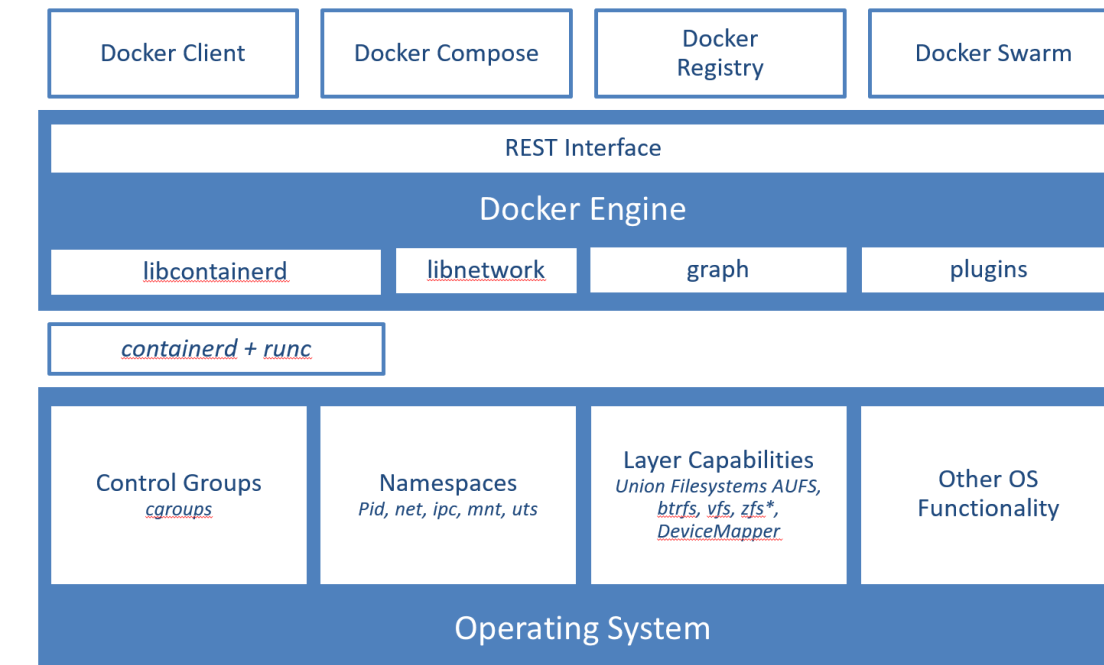 Docker Client
Docker Compose
Docker
Registry
Docker Swarm
REST Interface
Docker Engine
libcontainerd
libnetwork
graph
plugins
containerd + runc
Control Groups
cgroups
Namespaces
Pid, net, ipc, mnt, uts
Layer Capabilities
Union Filesystems AUFS,
btrfs, vfs, zfs*,
DeviceMapper
Other OS
Functionality
Operating System